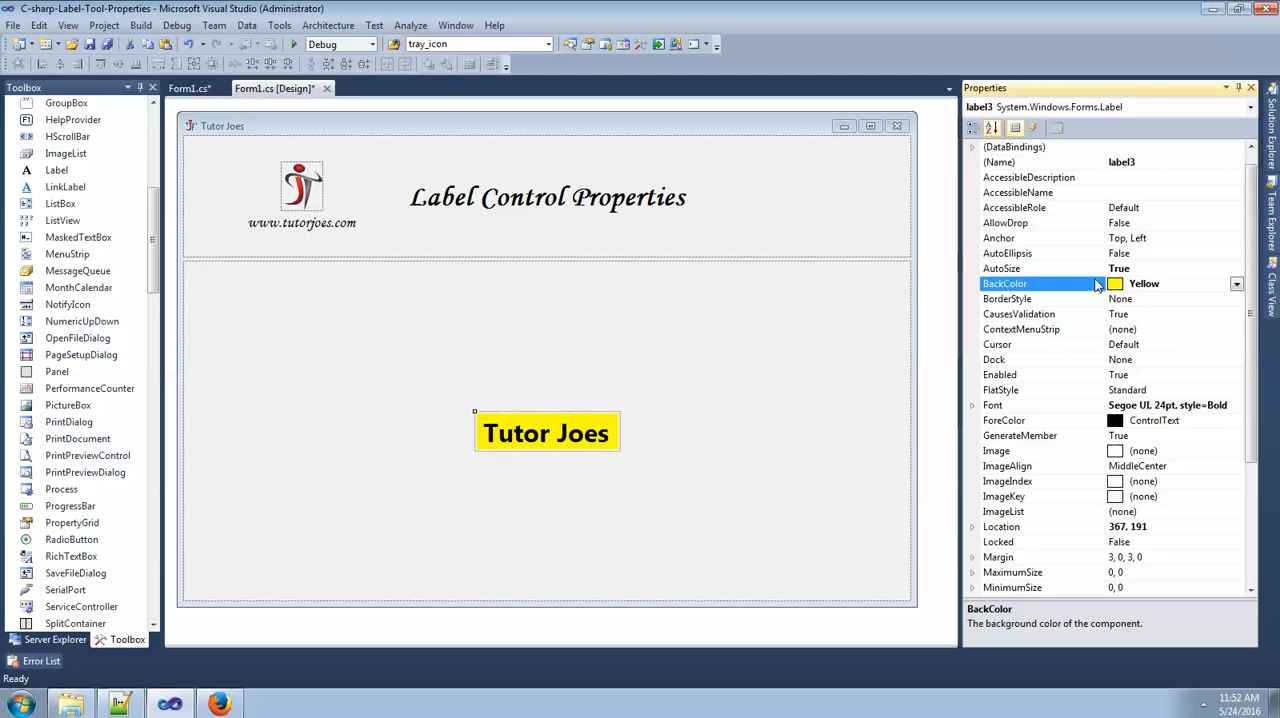 C-sharp-Label-Tool-Properties - Microsoft Visual Studio (Administrator)
File Edit View Project Build Debug Team Data Tools Architecture Test Analyze Window Help
Debug tray_icon
Toolbox
GroupBox
HelpProvider
HScrollBar
ImageList
Label
LinkLabel
ListBox
ListView
MaskedTextBox
MenuStrip
MessageQueue
MonthCalendar
NotifyIcon
NumericUpDown
OpenFileDialog
PageSetupDialog
Panel
PerformanceCounter
PictureBox
PrintDialog
PrintDocument
PrintPreviewControl
PrintPreviewDialog
Process
ProgressBar
PropertyGrid
RadioButton
RichTextBox
SaveFileDialog
SerialPort
ServiceController
SplitContainer
Server Explorer Toolbox
Form1.cs* Form1.cs [Design]*
Tutor Joes
Label Control Properties
www.tutorjoes.com
Tutor Joes
Properties
label3 System.Windows.Forms.Label
(DataBindings)
(Name) label3
AccessibleDescription
AccessibleName
AccessibleRole Default
AllowDrop False
Anchor Top, Left
AutoEllipsis False
AutoSize True
BackColor Yellow
BorderStyle None
CausesValidation True
ContextMenuStrip (none)
Cursor Default
Dock None
Enabled True
FlatStyle Standard
Font Segoe UI, 24pt, style=Bold
ForeColor ControlText
GenerateMember True
Image (none)
ImageAlign MiddleCenter
ImageIndex (none)
ImageKey (none)
ImageList (none)
Location 367, 191
Locked False
Margin 3, 0, 3, 0
MaximumSize 0, 0
MinimumSize 0, 0
BackColor
The background color of the component.
Solution Explorer
Team Explorer
Class View
Error List
Ready
11:52 AM
5/24/2016